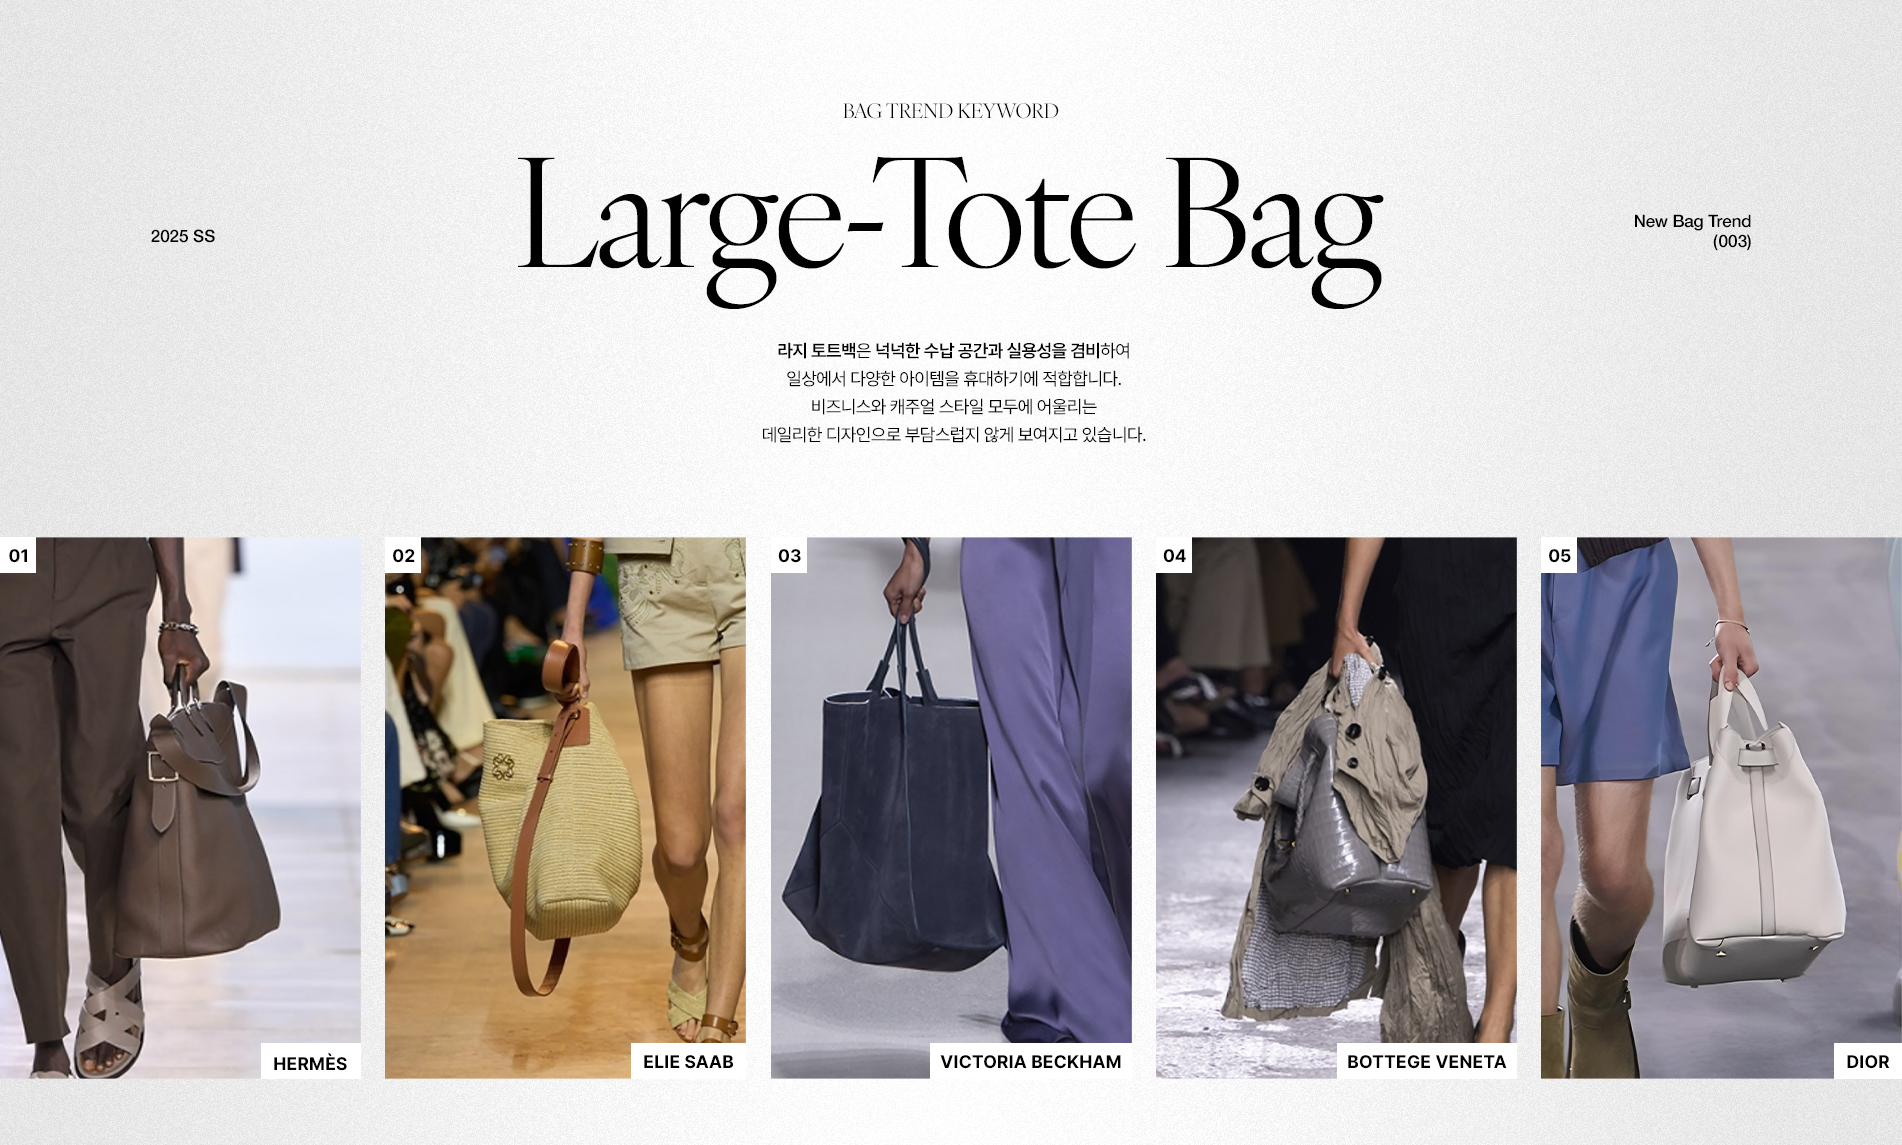 BAG TREND KEYWORD
Large-Tote Bag
2025 SS
New Bag Trend
(003)
라지 토트백은 넉넉한 수납 공간과 실용성을 겸비하여
일상에서 다양한 아이템을 휴대하기에 적합합니다.
비즈니스와 캐주얼 스타일 모두에 어울리는
데일리한 디자인으로 부담스럽지 않게 보여지고 있습니다.
01
HERMÈS
02
ELIE SAAB
03
VICTORIA BECKHAM
04
BOTTEGE VENETA
05
DIOR